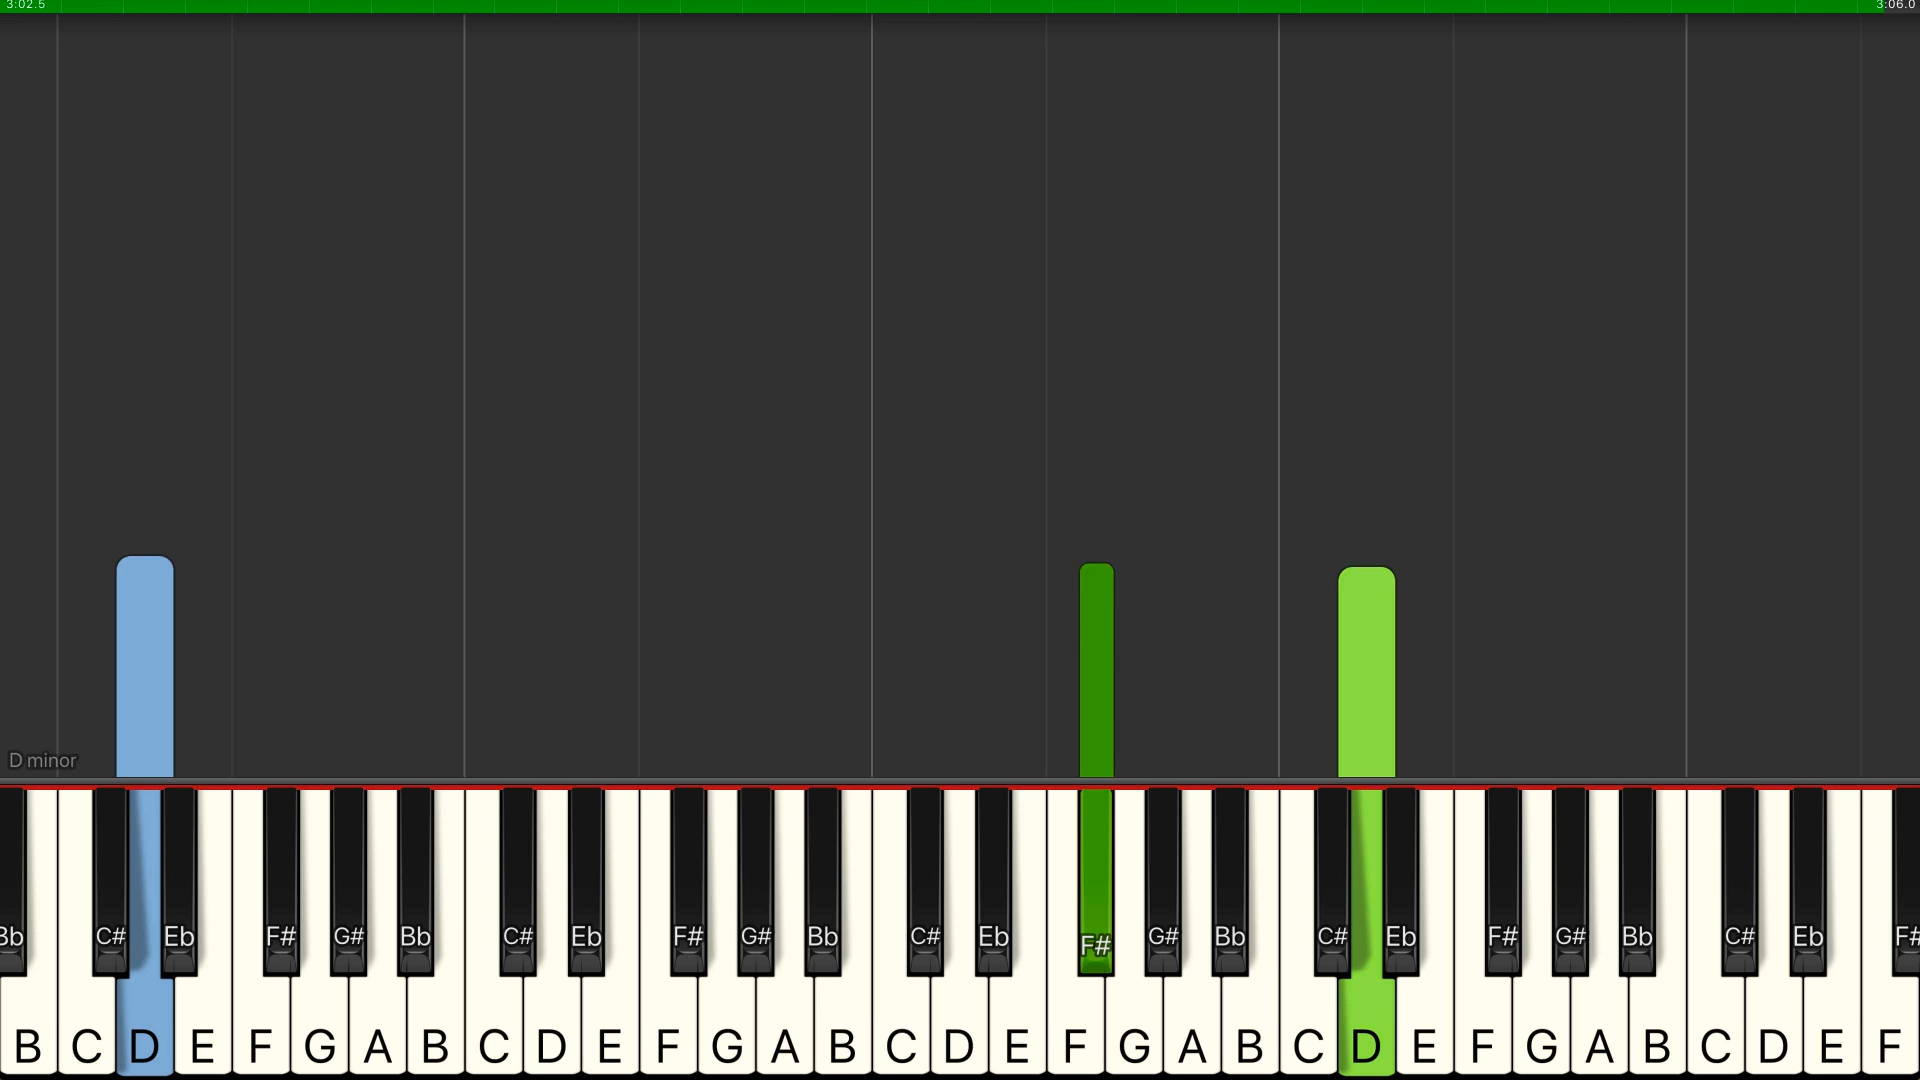 3:02.5 3:06.0
D minor
Bb C# Eb F# G# Bb C# Eb F# G# Bb C# Eb F# G# Bb C# Eb F# G# Bb C# Eb F#
B C D E F G A B C D E F G A B C D E F G A B C D E F G A B C D E F